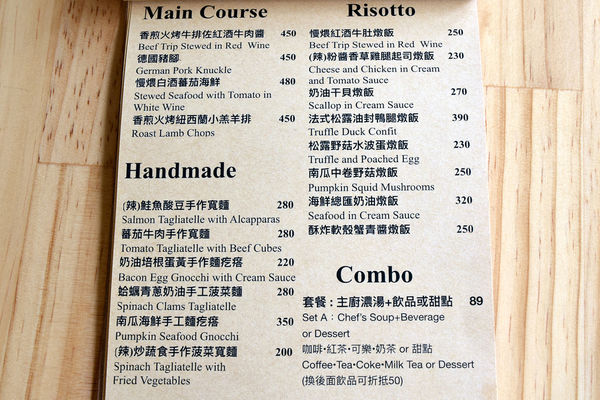 Main Course
香煎火烤牛排佐紅酒牛肉醬 450
Beef Trip Stewed in Red Wine
德國豬腳 450
German Pork Knuckle
慢煨白酒蕃茄海鮮 480
Stewed Seafood with Tomato in
White Wine
香煎火烤紐西蘭小羔羊排 450
Roast Lamb Chops
Handmade
(辣)鮭魚酸豆手作寬麵 280
Salmon Tagliatelle with Alcapparas
蕃茄牛肉手作寬麵 280
Tomato Tagliatelle with Beef Cubes
奶油培根蛋黃手作麵疙瘩 220
Bacon Egg Gnocchi with Cream Sauce
蛤蠣青蔥奶油手工菠菜麵 280
Spinach Clams Tagliatelle
南瓜海鮮手工麵疙瘩 350
Pumpkin Seafood Gnocchi
(辣)炒蔬食手作菠菜寬麵 200
Spinach Tagliatelle with
Fried Vegetables
Risotto
慢煨紅酒牛肚燉飯 250
Beef Trip Stewed in Red Wine
(辣)粉醬香草雞腿起司燉飯 230
Cheese and Chicken in Cream
and Tomato Sauce
奶油干貝燉飯 270
Scallop in Cream Sauce
法式松露油封鴨腿燉飯 390
Truffle Duck Confit
松露野菇水波蛋燉飯 230
Truffle and Poached Egg
南瓜中卷野菇燉飯 250
Pumpkin Squid Mushrooms
海鮮總匯奶油燉飯 320
Seafood in Cream Sauce
酥炸軟殼蟹青醬燉飯 250
Combo
套餐：主廚濃湯+飲品或甜點 89
Set A：Chef's Soup+Beverage
or Dessert
咖啡･紅茶･可樂･奶茶 or 甜點
Coffee･Tea･Coke･Milk Tea or Dessert
(換後面飲品可折抵50)